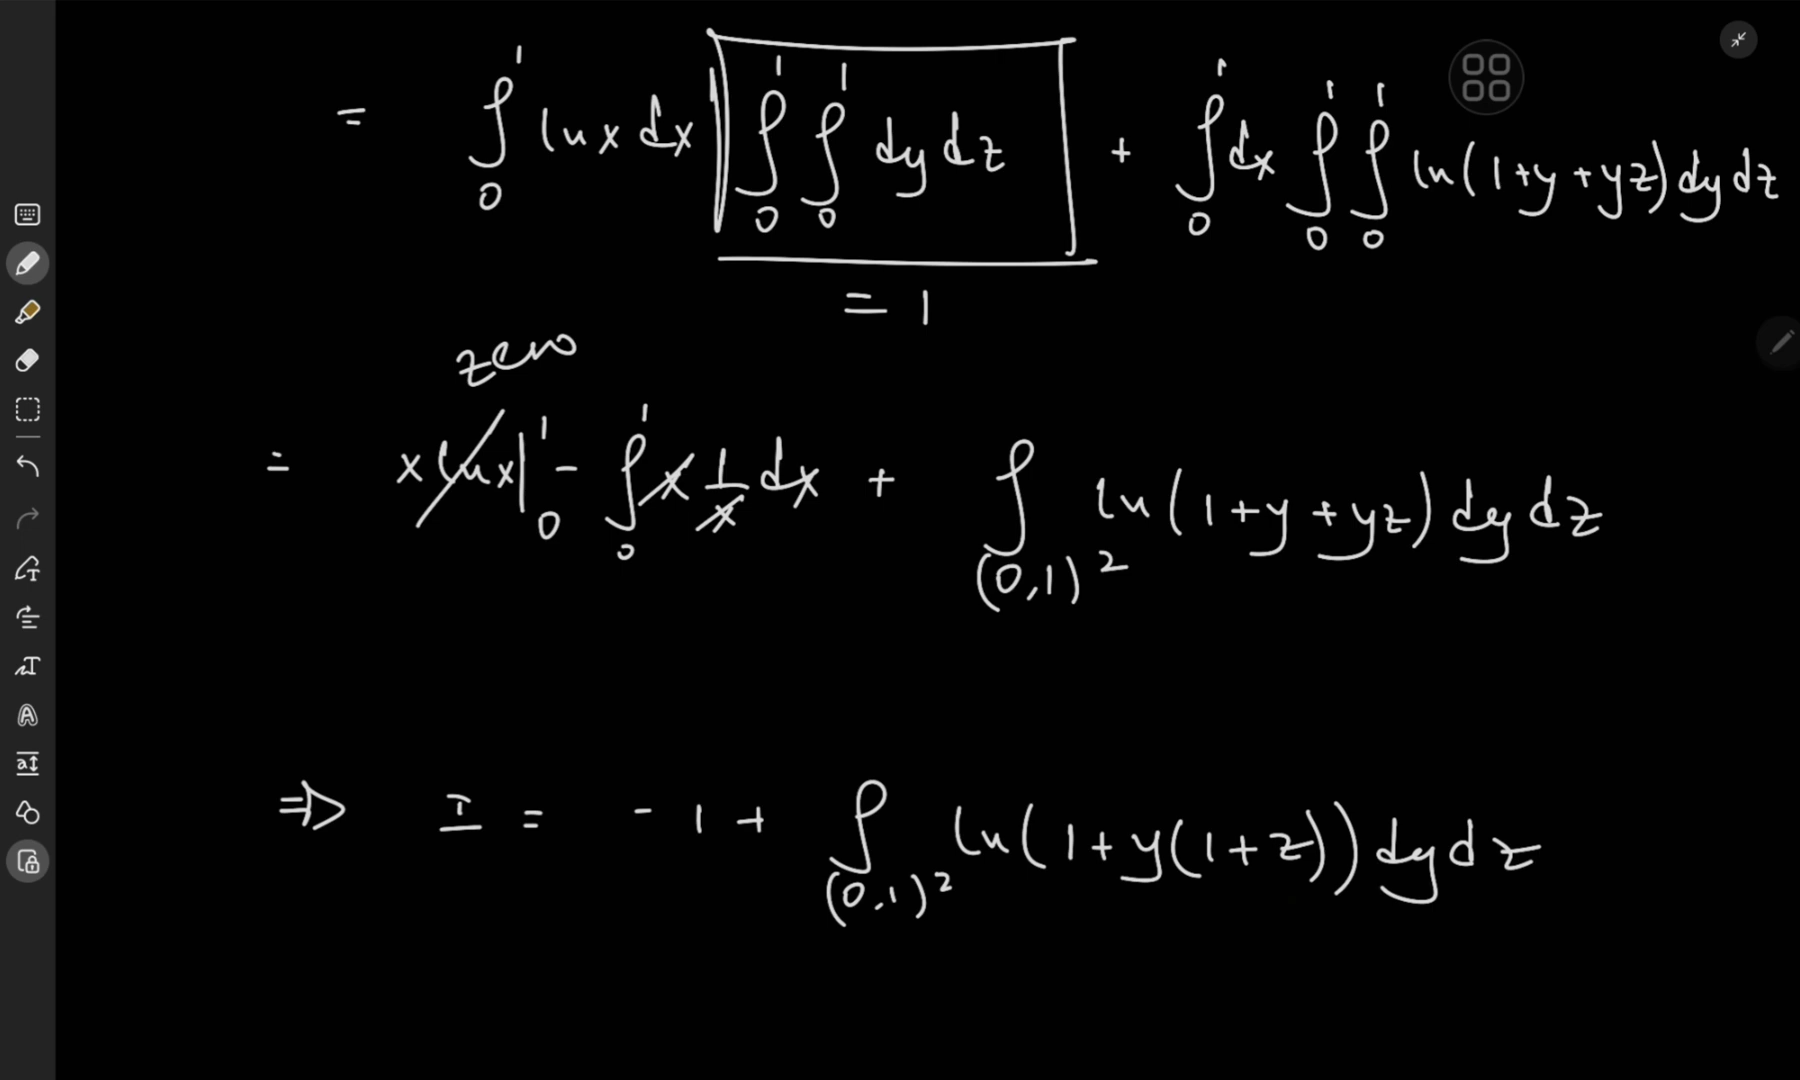 = ∫₀¹ ln x dx ∫₀¹ ∫₀¹ dy dz + ∫₀¹ dx ∫₀¹ ∫₀¹ ln(1+y+yz) dy dz
= 1
zero
= x ln x |₀¹ - ∫₀¹ x 1/x dx + ∫_(0,1)² ln(1+y+yz) dy dz
⇒ I = -1 + ∫_(0,1)² ln(1+y(1+z)) dy dz